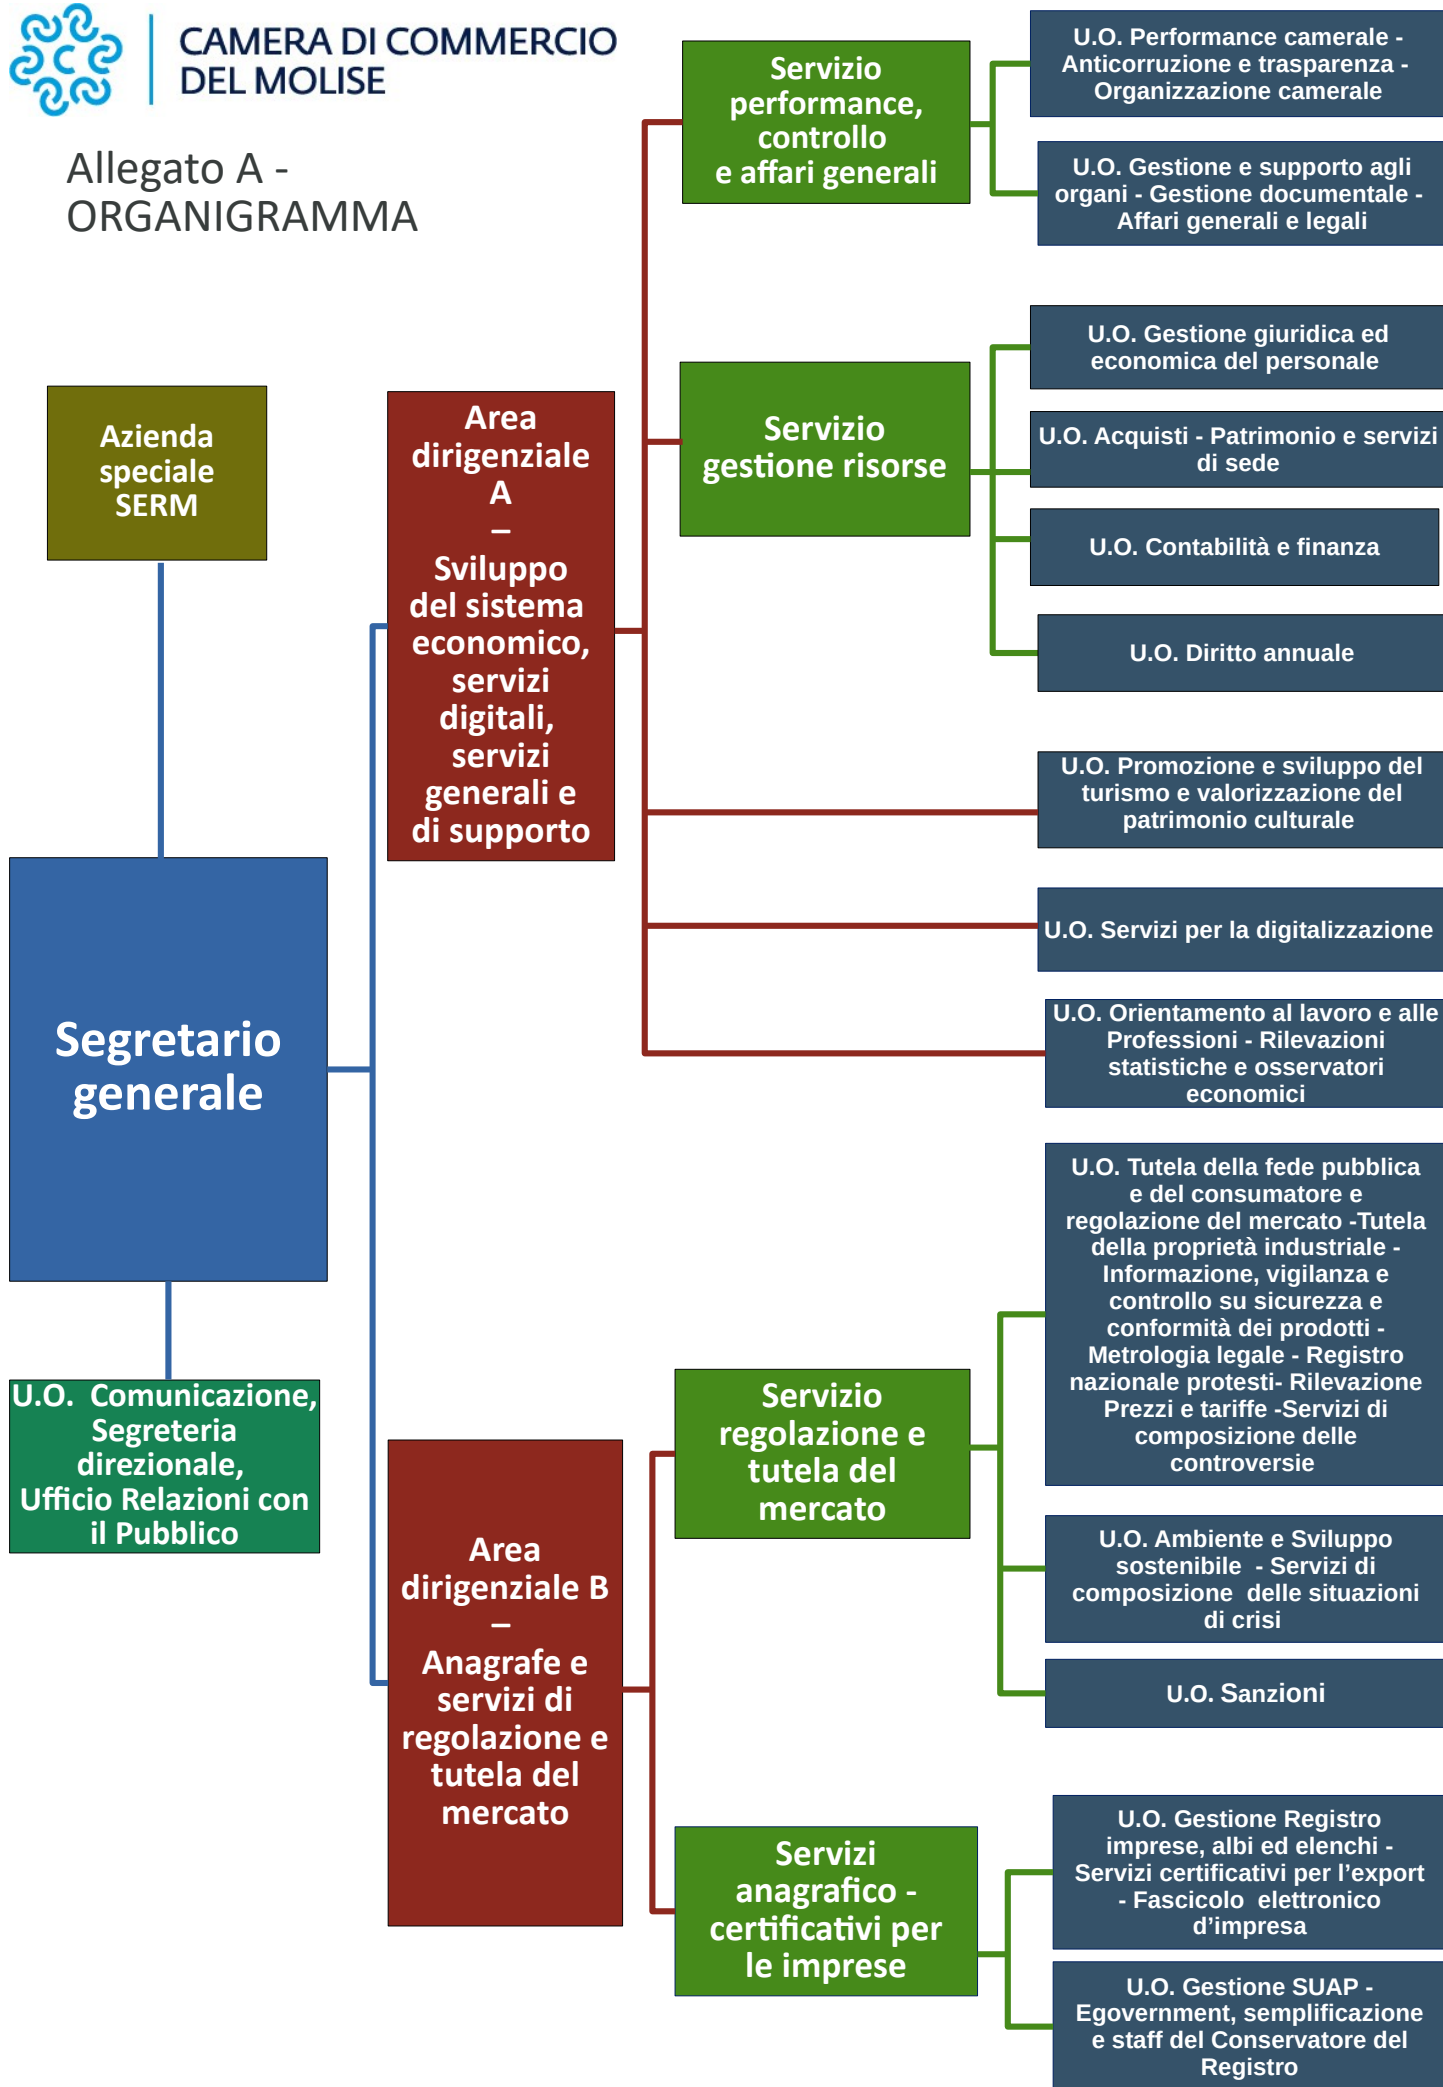 CAMERA DI COMMERCIO
DEL MOLISE
Allegato A -
ORGANIGRAMMA
Azienda
speciale
SERM
Segretario
generale
U.O.  Comunicazione,
Segreteria
direzionale,
Ufficio Relazioni con
il Pubblico
Area
dirigenziale
A
–
Sviluppo
del sistema
economico,
servizi
digitali,
servizi
generali e
di supporto
Servizio
performance,
controllo
e affari generali
U.O. Performance camerale -
Anticorruzione e trasparenza -
Organizzazione camerale
U.O. Gestione e supporto agli
organi - Gestione documentale -
Affari generali e legali
Servizio
gestione risorse
U.O. Gestione giuridica ed
economica del personale
U.O. Acquisti - Patrimonio e servizi
di sede
U.O. Contabilità e finanza
U.O. Diritto annuale
U.O. Promozione e sviluppo del
turismo e valorizzazione del
patrimonio culturale
U.O. Servizi per la digitalizzazione
U.O. Orientamento al lavoro e alle
Professioni - Rilevazioni
statistiche e osservatori
economici
Area
dirigenziale B
–
Anagrafe e
servizi di
regolazione e
tutela del
mercato
Servizio
regolazione e
tutela del
mercato
U.O. Tutela della fede pubblica
e del consumatore e
regolazione del mercato -Tutela
della proprietà industriale -
Informazione, vigilanza e
controllo su sicurezza e
conformità dei prodotti -
Metrologia legale - Registro
nazionale protesti- Rilevazione
Prezzi e tariffe -Servizi di
composizione delle
controversie
U.O. Ambiente e Sviluppo
sostenibile  - Servizi di
composizione  delle situazioni
di crisi
U.O. Sanzioni
Servizi
anagrafico -
certificativi per
le imprese
U.O. Gestione Registro
imprese, albi ed elenchi -
Servizi certificativi per l’export
- Fascicolo  elettronico
d’impresa
U.O. Gestione SUAP -
Egovernment, semplificazione
e staff del Conservatore del
Registro